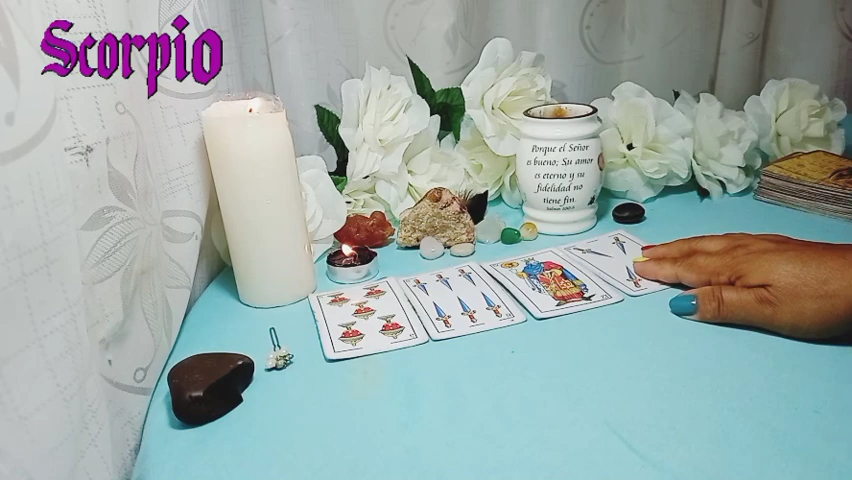 Scorpio
Porque el Señor
es bueno; Su amor
es eterno y su
fidelidad no
tiene fin.